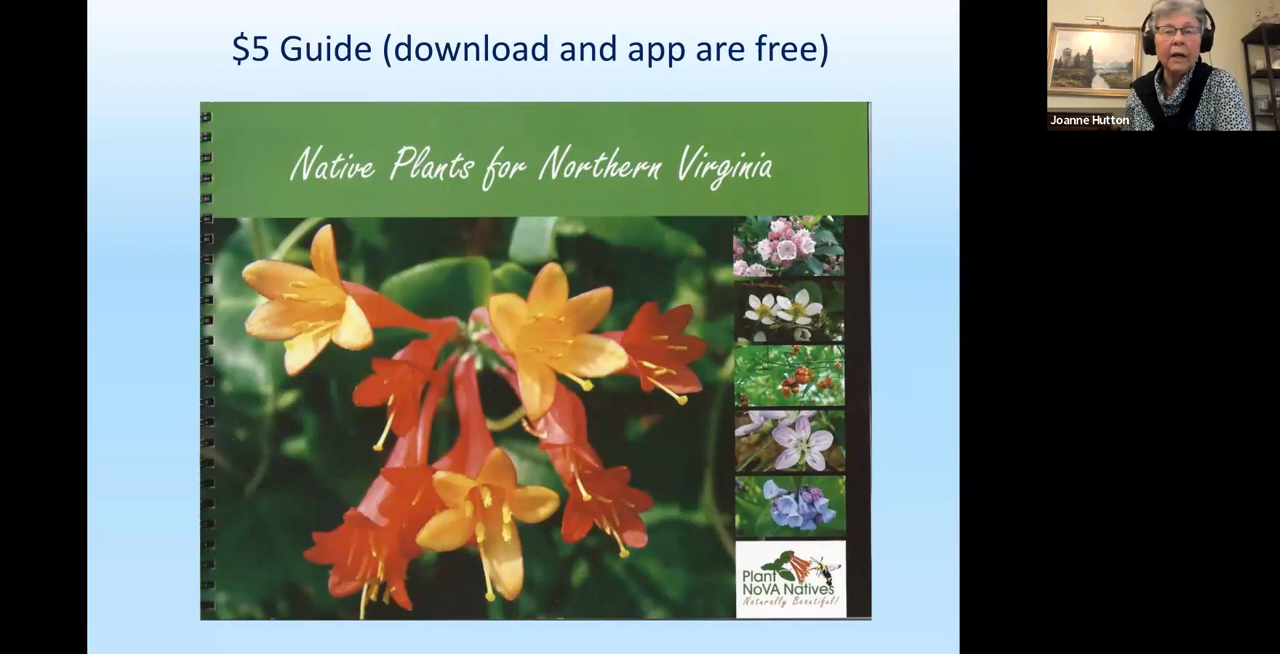 $5 Guide (download and app are free)
Native Plants for Northern Virginia
Plant
NoVA Natives
Naturally Beautiful!
Joanne Hutton